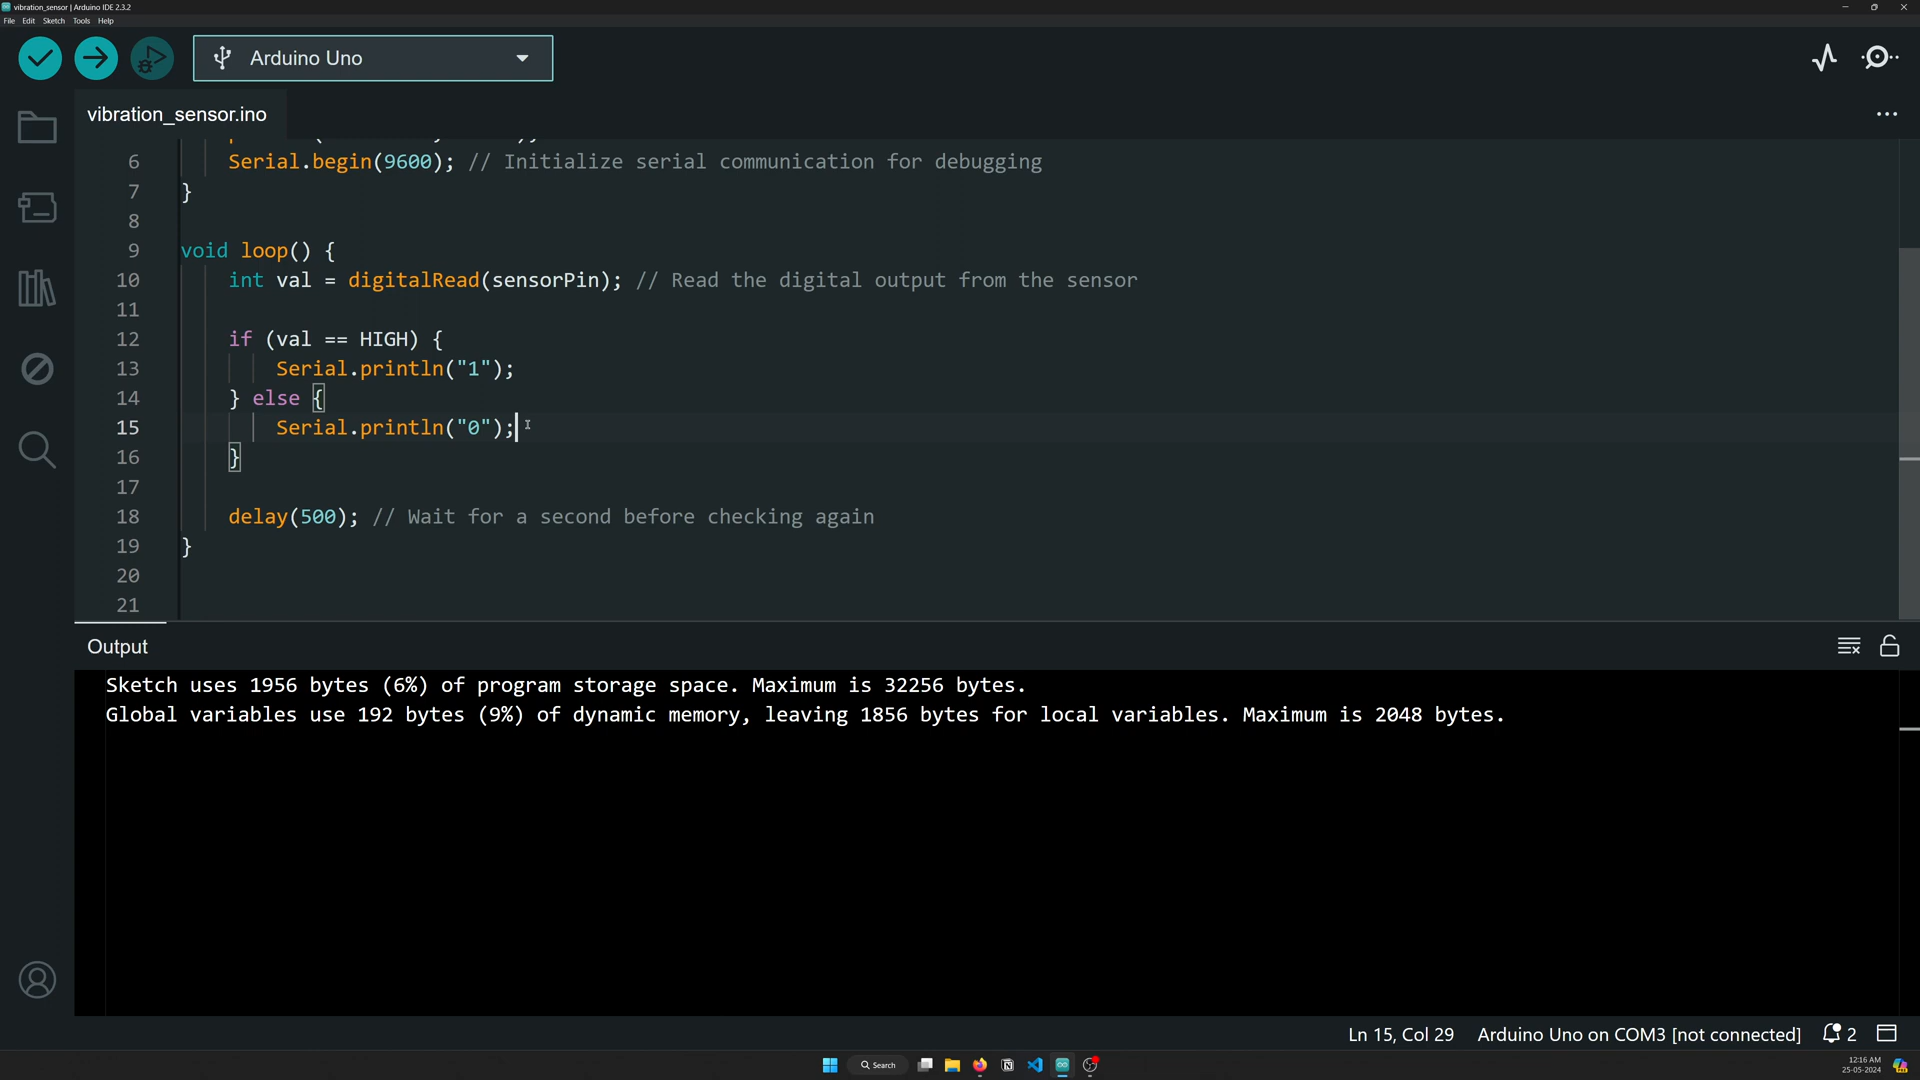 vibration_sensor | Arduino IDE 2.3.2
File Edit Sketch Tools Help
Arduino Uno
vibration_sensor.ino
6 Serial.begin(9600); // Initialize serial communication for debugging
7 }
8
9 void loop() {
10 int val = digitalRead(sensorPin); // Read the digital output from the sensor
11
12 if (val == HIGH) {
13 Serial.println("1");
14 } else {
15 Serial.println("0");
16 }
17
18 delay(500); // Wait for a second before checking again
19 }
20
21
Output
Sketch uses 1956 bytes (6%) of program storage space. Maximum is 32256 bytes.
Global variables use 192 bytes (9%) of dynamic memory, leaving 1856 bytes for local variables. Maximum is 2048 bytes.
Ln 15, Col 29 Arduino Uno on COM3 [not connected] 2
Search
12:16 AM
25-05-2024